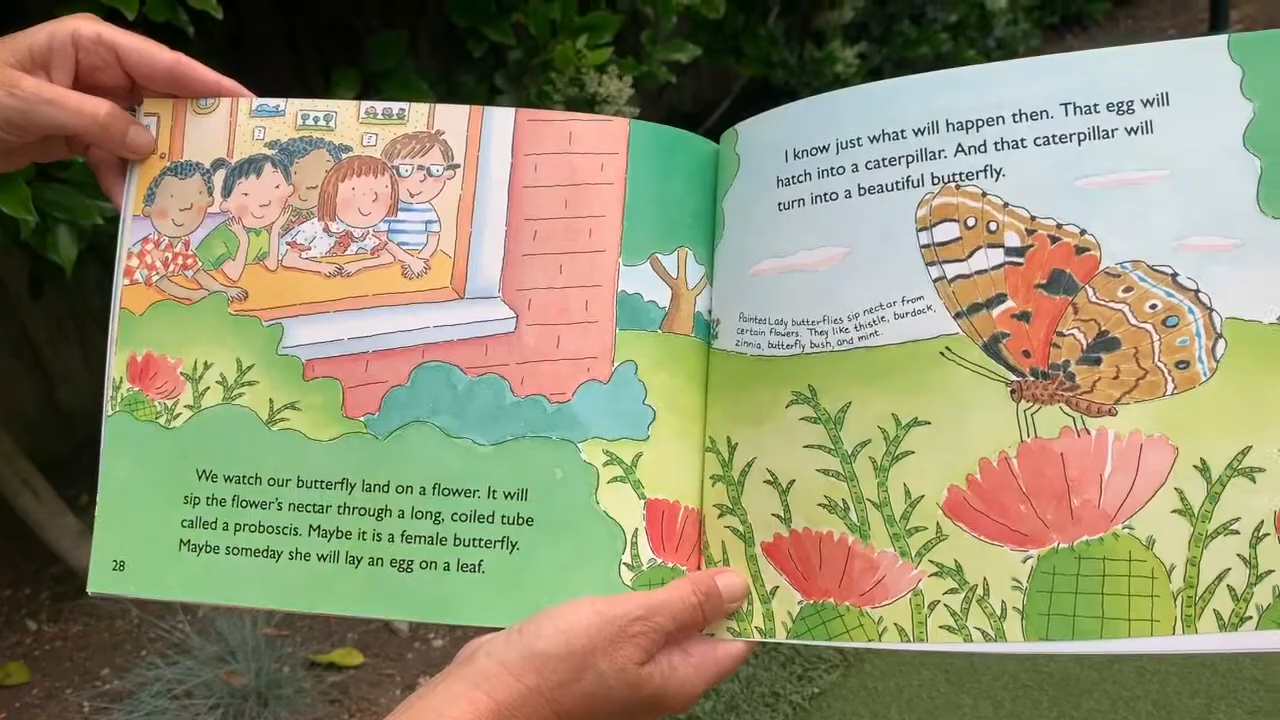 We watch our butterfly land on a flower. It will
sip the flower's nectar through a long, coiled tube
called a proboscis. Maybe it is a female butterfly.
Maybe someday she will lay an egg on a leaf.
28
I know just what will happen then. That egg will
hatch into a caterpillar. And that caterpillar will
turn into a beautiful butterfly.
Painted Lady butterflies sip nectar from
certain flowers. They like thistle, burdock,
zinnia, butterfly bush, and mint.